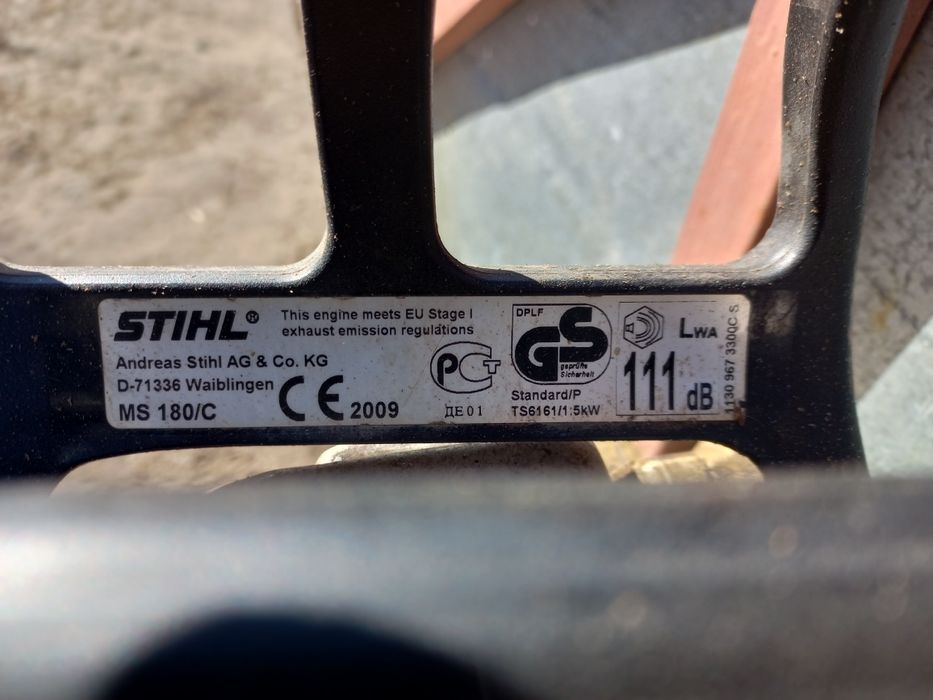 STIHL®
This engine meets EU Stage I
exhaust emission regulations
Andreas Stihl AG & Co. KG
D-71336 Waiblingen
MS 180/C
CE 2009
РСТ
ДЕ01
DPLF
GS
geprüfte
Sicherheit
Standard/P
TS6161/1.5kW
LWA
111 dB
1130 967 3300C S